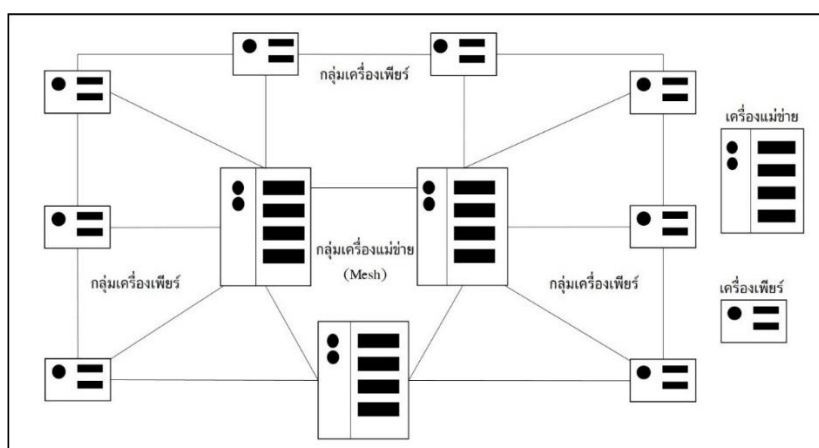 กลุ่มเครื่องเพียร์
เครื่องแม่ข่าย
กลุ่มเครื่องแม่ข่าย
(Mesh)
กลุ่มเครื่องเพียร์
กลุ่มเครื่องเพียร์
เครื่องเพียร์